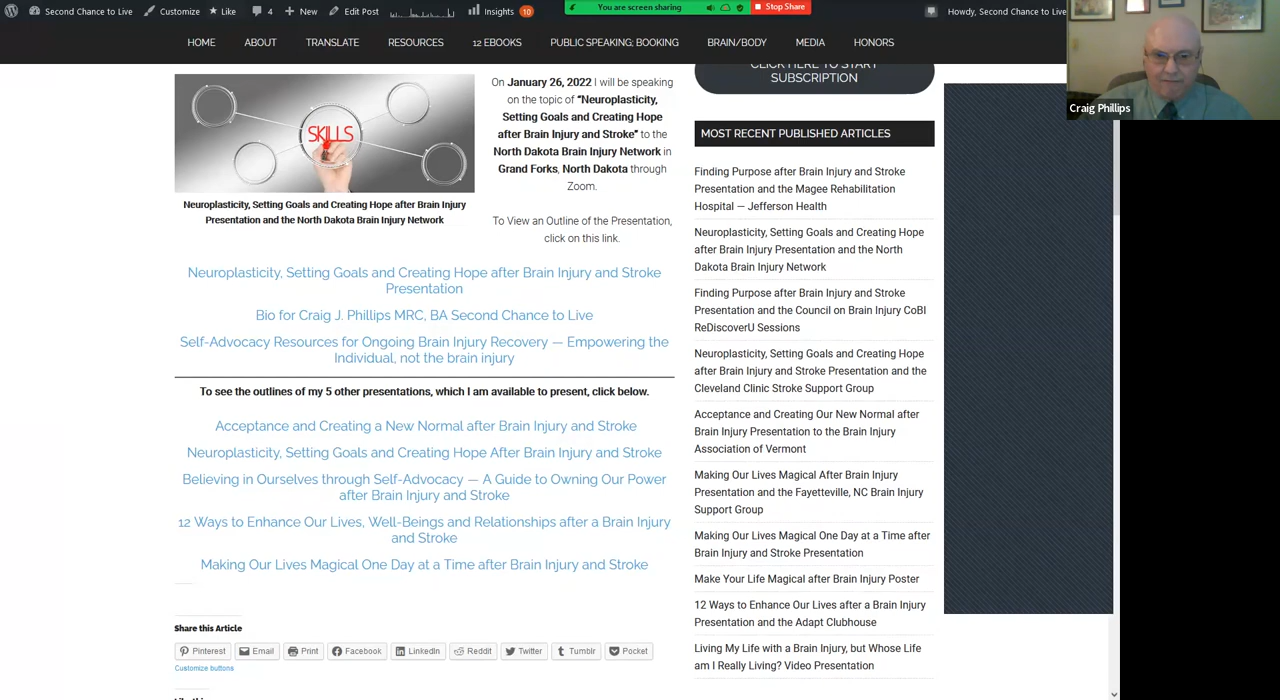 Second Chance to Live
Customize
Like
4
New
Edit Post
Insights
10
You are screen sharing
Stop Share
Howdy, Second Chance to Live
HOME
ABOUT
TRANSLATE
RESOURCES
12 EBOOKS
PUBLIC SPEAKING; BOOKING
BRAIN/BODY
MEDIA
HONORS
Craig Phillips
SKILLS
Neuroplasticity, Setting Goals and Creating Hope after Brain Injury
Presentation and the North Dakota Brain Injury Network
On January 26, 2022 I will be speaking
on the topic of “Neuroplasticity,
Setting Goals and Creating Hope
after Brain Injury and Stroke” to the
North Dakota Brain Injury Network in
Grand Forks, North Dakota through
Zoom.
To View an Outline of the Presentation,
click on this link.
Neuroplasticity, Setting Goals and Creating Hope after Brain Injury and Stroke
Presentation
Bio for Craig J. Phillips MRC, BA Second Chance to Live
Self-Advocacy Resources for Ongoing Brain Injury Recovery — Empowering the
Individual, not the brain injury
To see the outlines of my 5 other presentations, which I am available to present, click below.
Acceptance and Creating a New Normal after Brain Injury and Stroke
Neuroplasticity, Setting Goals and Creating Hope After Brain Injury and Stroke
Believing in Ourselves through Self-Advocacy — A Guide to Owning Our Power
after Brain Injury and Stroke
12 Ways to Enhance Our Lives, Well-Beings and Relationships after a Brain Injury
and Stroke
Making Our Lives Magical One Day at a Time after Brain Injury and Stroke
Share this Article
Pinterest
Email
Print
Facebook
LinkedIn
Reddit
Twitter
Tumblr
Pocket
Customize buttons
CLICK HERE TO START
SUBSCRIPTION
MOST RECENT PUBLISHED ARTICLES
Finding Purpose after Brain Injury and Stroke
Presentation and the Magee Rehabilitation
Hospital — Jefferson Health
Neuroplasticity, Setting Goals and Creating Hope
after Brain Injury Presentation and the North
Dakota Brain Injury Network
Finding Purpose after Brain Injury and Stroke
Presentation and the Council on Brain Injury CoBI
ReDiscoverU Sessions
Neuroplasticity, Setting Goals and Creating Hope
after Brain Injury and Stroke Presentation and the
Cleveland Clinic Stroke Support Group
Acceptance and Creating Our New Normal after
Brain Injury Presentation to the Brain Injury
Association of Vermont
Making Our Lives Magical After Brain Injury
Presentation and the Fayetteville, NC Brain Injury
Support Group
Making Our Lives Magical One Day at a Time after
Brain Injury and Stroke Presentation
Make Your Life Magical after Brain Injury Poster
12 Ways to Enhance Our Lives after a Brain Injury
Presentation and the Adapt Clubhouse
Living My Life with a Brain Injury, but Whose Life
am I Really Living? Video Presentation